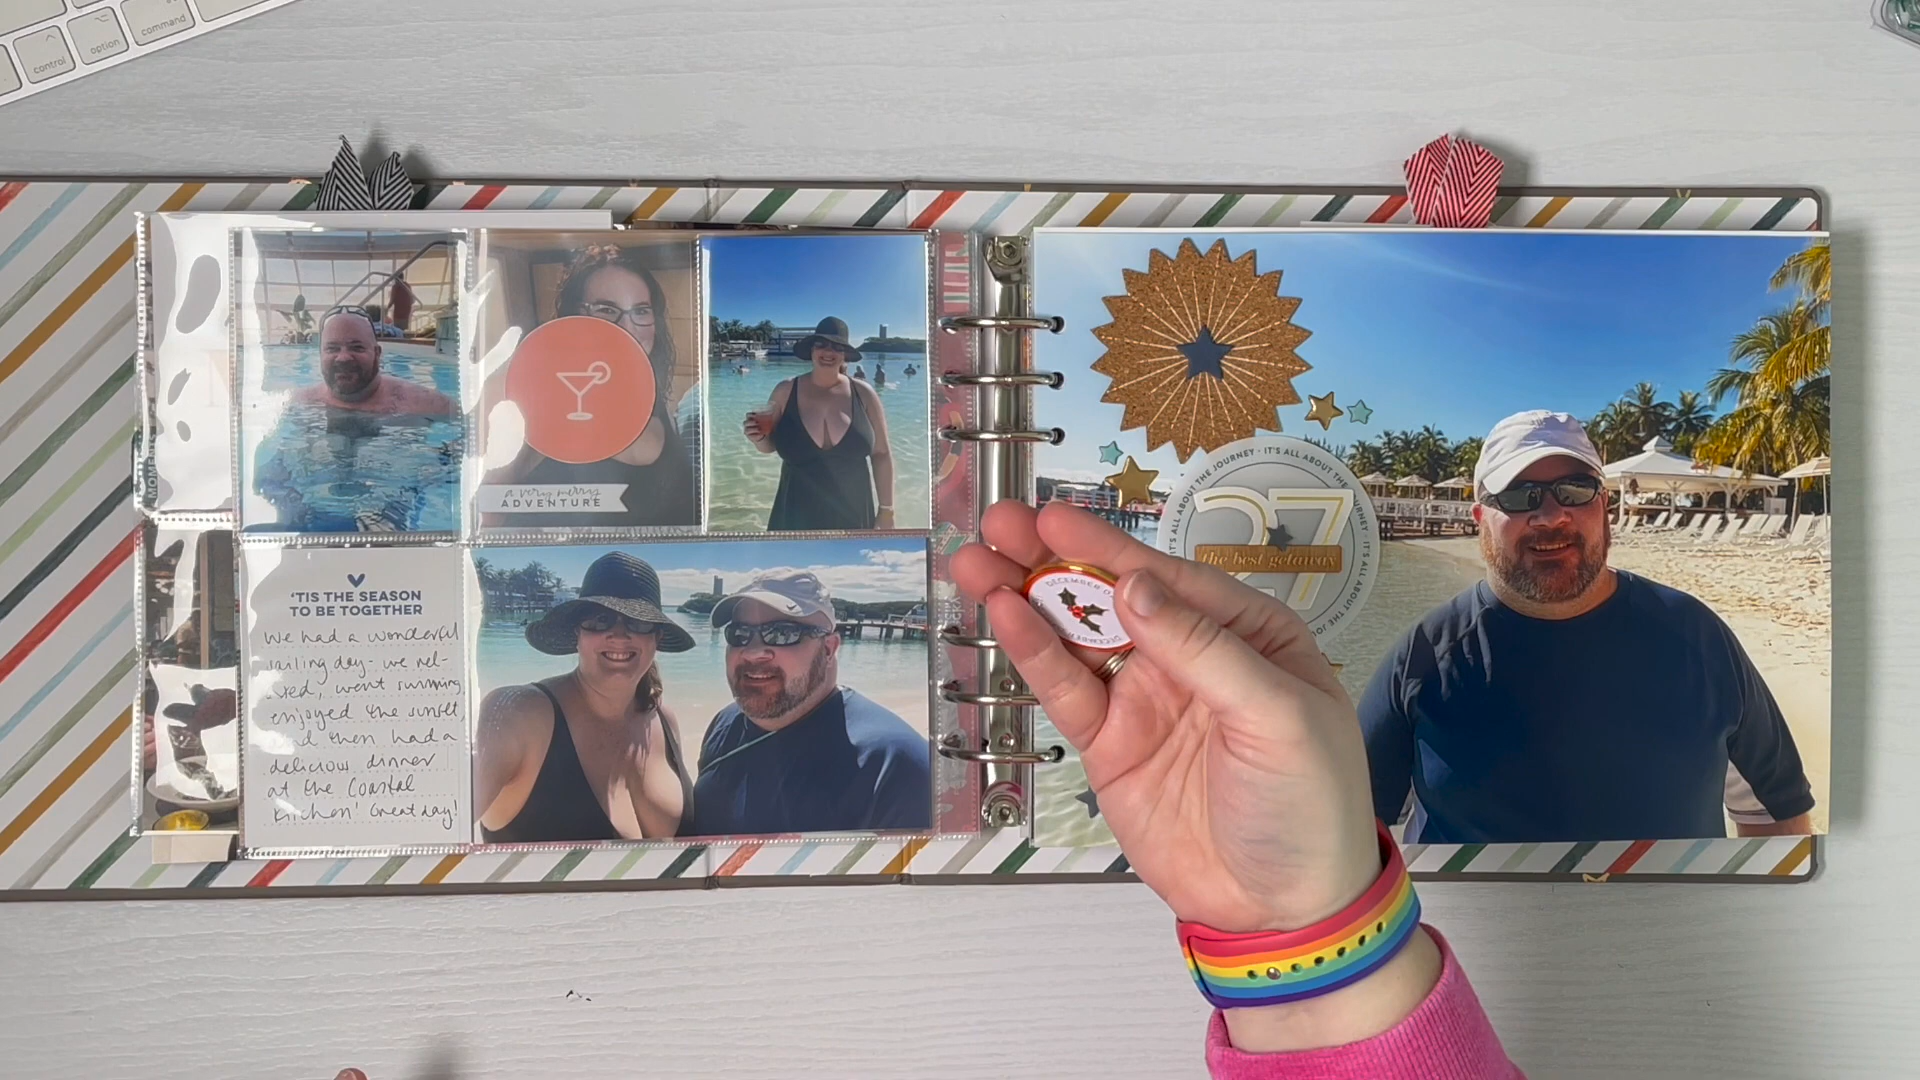 control
option
command
MOMENTS
a very merry
ADVENTURE
'TIS THE SEASON
TO BE TOGETHER
We had a wonderful
sailing day - we rel-
, went swimming,
enjoyed the sunset,
and then had a
delicious dinner
at the Coastal
Kitchen! Great day!
IT'S ALL ABOUT THE JOURNEY · IT'S ALL ABOUT THE JOURNEY ·
27
the best getaway
DECEMBER
DECEMBER